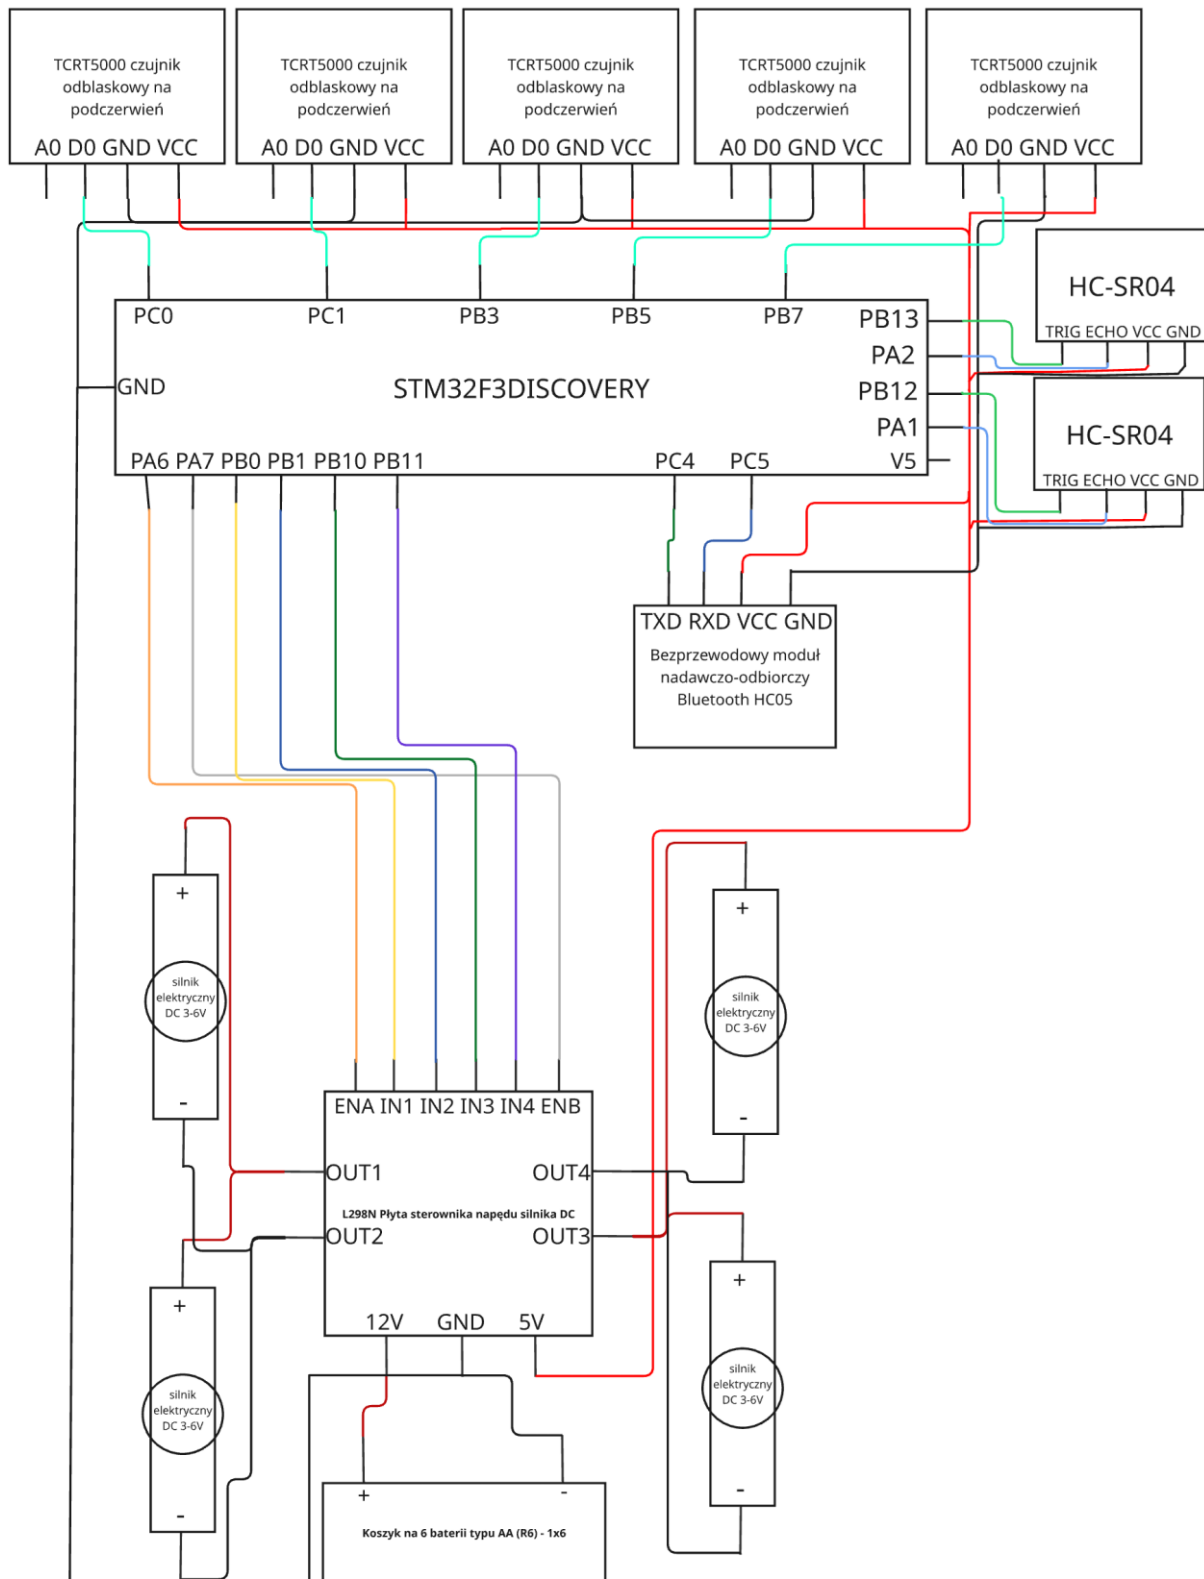 TCRT5000 czujnik
odblaskowy na
podczerwień
A0 D0 GND VCC
TCRT5000 czujnik
odblaskowy na
podczerwień
A0 D0 GND VCC
TCRT5000 czujnik
odblaskowy na
podczerwień
A0 D0 GND VCC
TCRT5000 czujnik
odblaskowy na
podczerwień
A0 D0 GND VCC
TCRT5000 czujnik
odblaskowy na
podczerwień
A0 D0 GND VCC
HC-SR04
TRIG ECHO VCC GND
HC-SR04
TRIG ECHO VCC GND
PC0 PC1 PB3 PB5 PB7
PB13
PA2
PB12
PA1
V5
GND
STM32F3DISCOVERY
PA6 PA7 PB0 PB1 PB10 PB11 PC4 PC5
TXD RXD VCC GND
Bezprzewodowy moduł
nadawczo-odbiorczy
Bluetooth HC05
+
silnik
elektryczny
DC 3-6V
-
+
silnik
elektryczny
DC 3-6V
-
ENA IN1 IN2 IN3 IN4 ENB
OUT1 OUT4
L298N Płyta sterownika napędu silnika DC
OUT2 OUT3
12V GND 5V
+
silnik
elektryczny
DC 3-6V
-
+
silnik
elektryczny
DC 3-6V
-
+ -
Koszyk na 6 baterii typu AA (R6) - 1x6